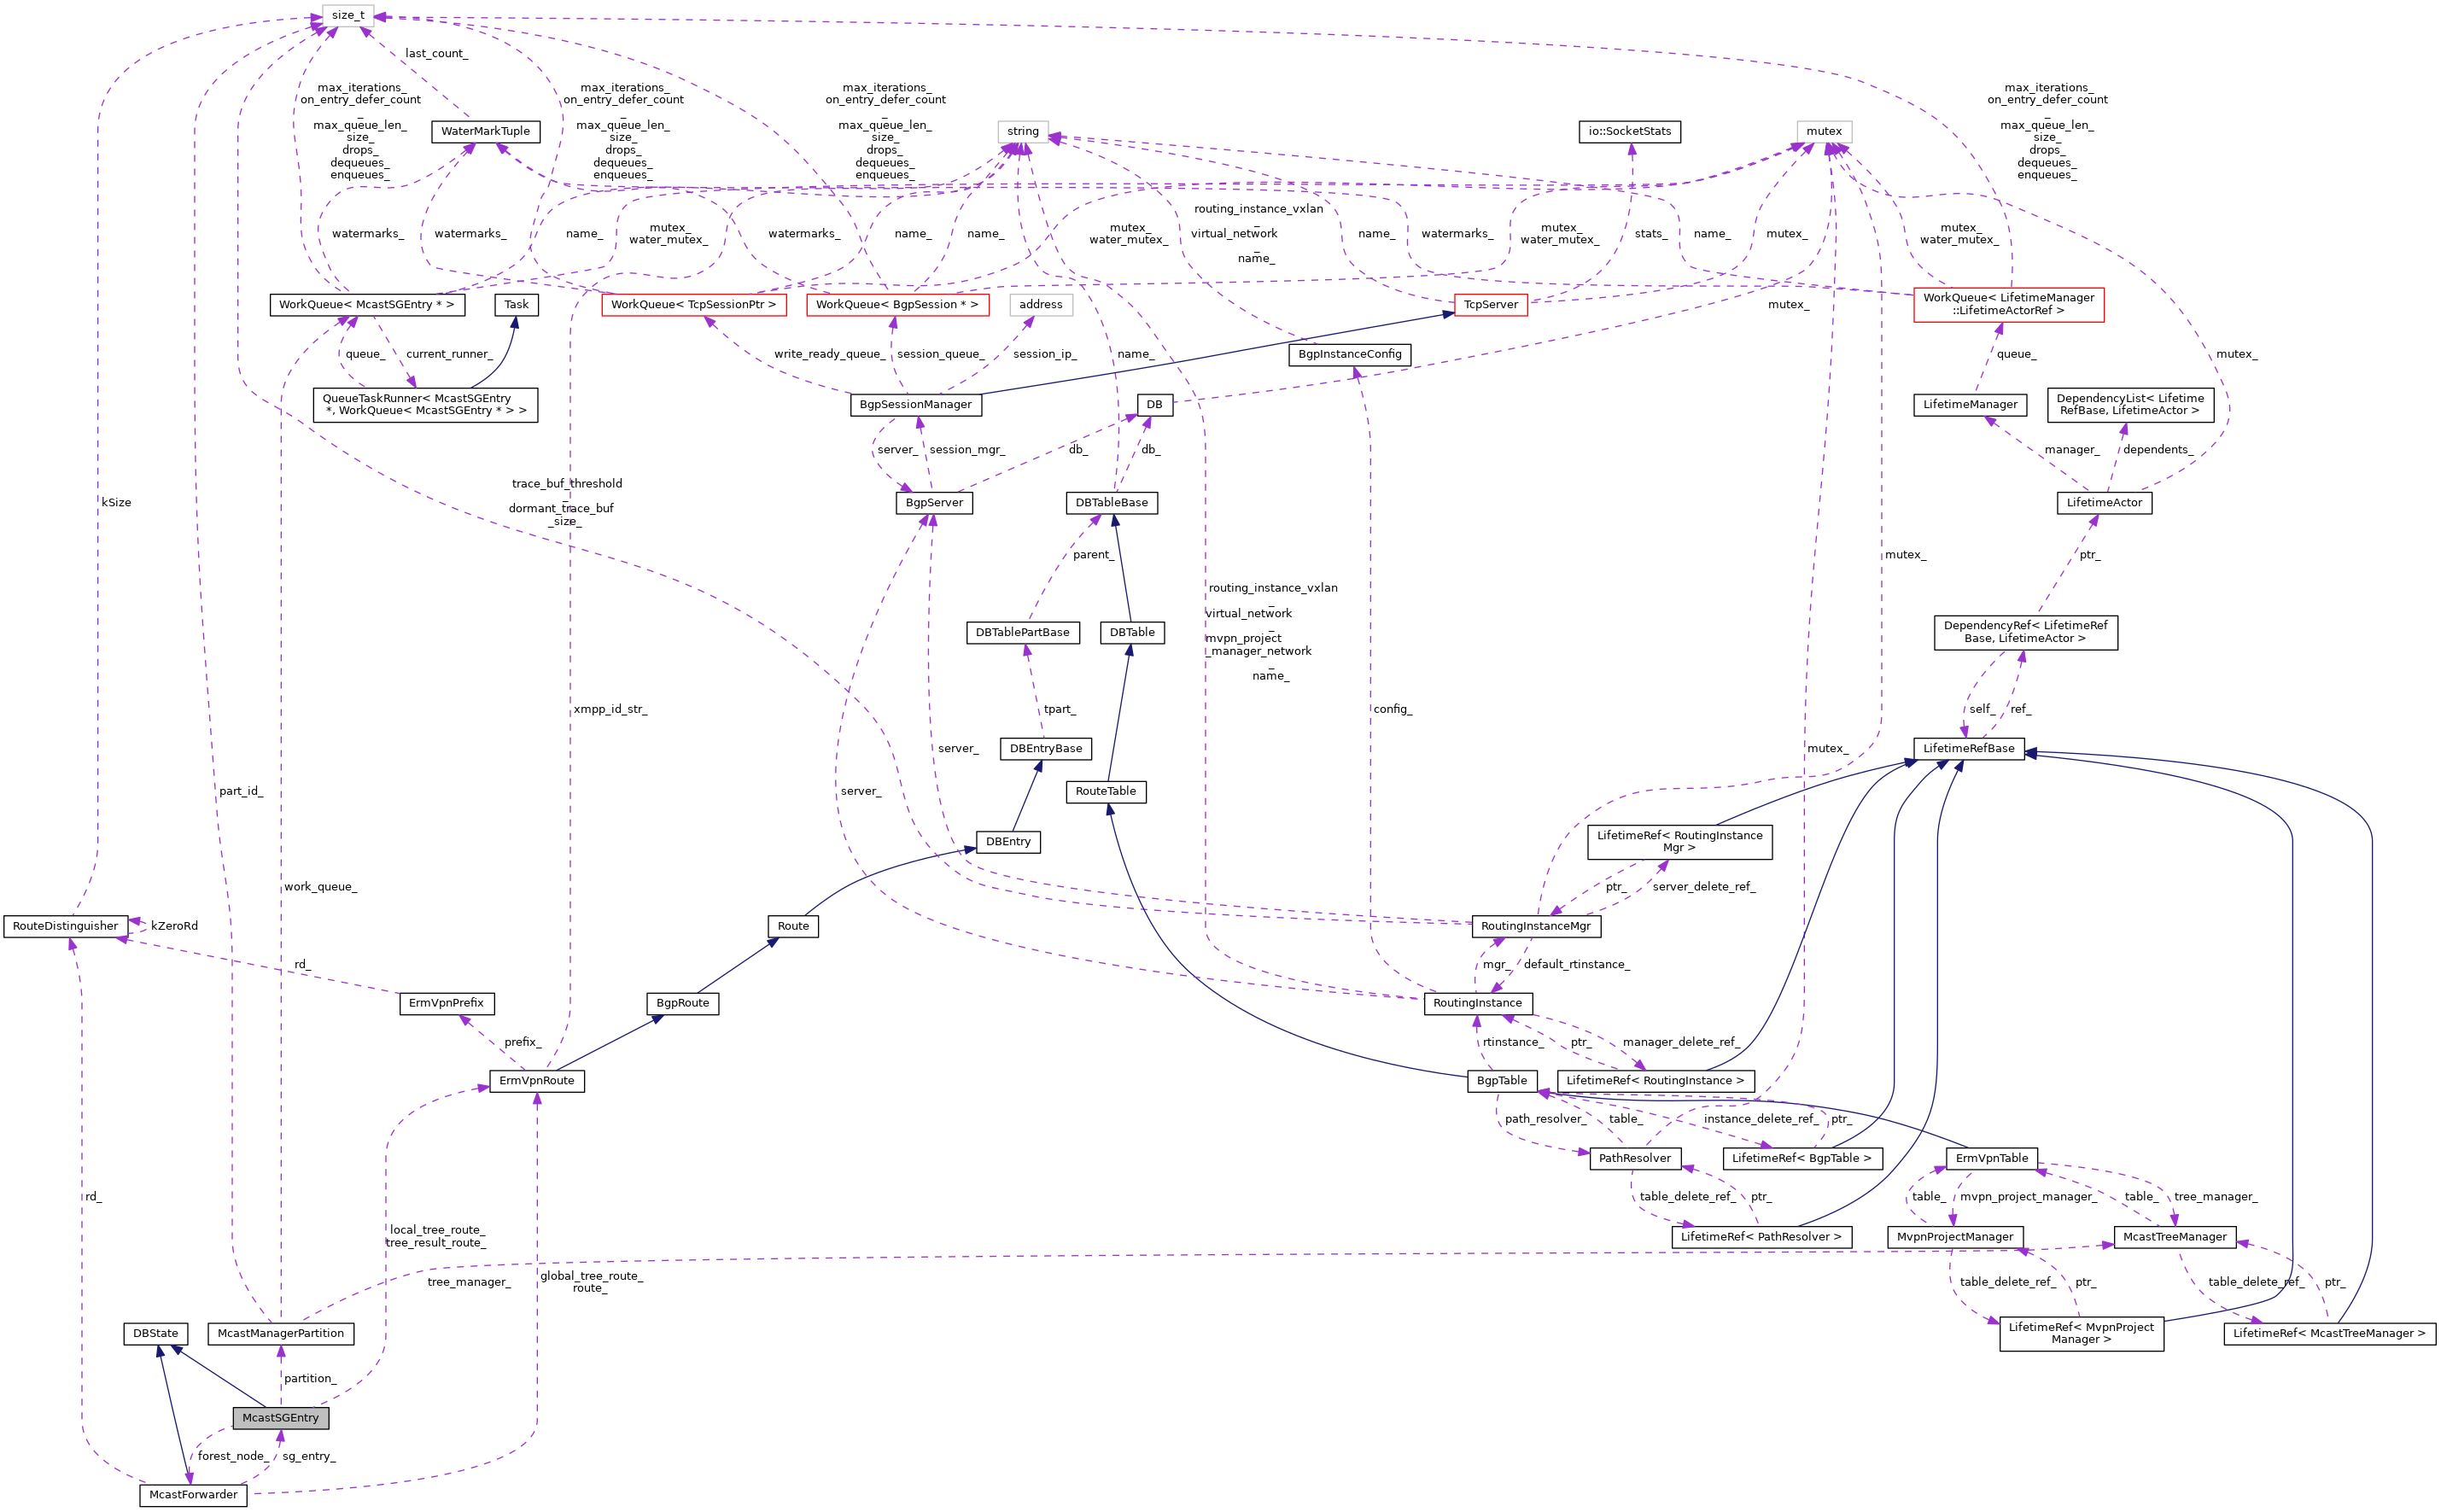 size_t
last_count_
max_iterations_
on_entry_defer_count
_
max_queue_len_
size_
drops_
dequeues_
enqueues_
max_iterations_
on_entry_defer_count
_
max_queue_len_
size_
drops_
dequeues_
enqueues_
max_iterations_
on_entry_defer_count
_
max_queue_len_
size_
drops_
dequeues_
enqueues_
max_iterations_
on_entry_defer_count
_
max_queue_len_
size_
drops_
dequeues_
enqueues_
WaterMarkTuple
string
io::SocketStats
mutex
watermarks_
watermarks_
name_
mutex_
water_mutex_
watermarks_
name_
name_
mutex_
water_mutex_
routing_instance_vxlan
_
virtual_network
_
name_
name_
watermarks_
mutex_
water_mutex_
stats_
name_
mutex_
mutex_
water_mutex_
WorkQueue< McastSGEntry * >
Task
WorkQueue< TcpSessionPtr >
WorkQueue< BgpSession * >
address
TcpServer
WorkQueue< LifetimeManager
::LifetimeActorRef >
mutex_
queue_
current_runner_
write_ready_queue_
session_queue_
session_ip_
name_
BgpInstanceConfig
queue_
mutex_
QueueTaskRunner< McastSGEntry
*, WorkQueue< McastSGEntry * > >
BgpSessionManager
DB
LifetimeManager
DependencyList< Lifetime
RefBase, LifetimeActor >
server_
session_mgr_
db_
db_
manager_
dependents_
kSize
trace_buf_threshold
_
dormant_trace_buf
_size_
BgpServer
DBTableBase
LifetimeActor
parent_
mutex_
ptr_
routing_instance_vxlan
_
virtual_network
_
mvpn_project
_manager_network
_
name_
DBTablePartBase
DBTable
DependencyRef< LifetimeRef
Base, LifetimeActor >
xmpp_id_str_
tpart_
config_
self_
ref_
server_
DBEntryBase
mutex_
LifetimeRefBase
part_id_
server_
RouteTable
DBEntry
LifetimeRef< RoutingInstance
Mgr >
work_queue_
ptr_
server_delete_ref_
RouteDistinguisher
kZeroRd
Route
RoutingInstanceMgr
rd_
mgr_
default_rtinstance_
ErmVpnPrefix
BgpRoute
RoutingInstance
prefix_
rtinstance_
ptr_
manager_delete_ref_
ErmVpnRoute
BgpTable
LifetimeRef< RoutingInstance >
path_resolver_
table_
instance_delete_ref_
ptr_
PathResolver
LifetimeRef< BgpTable >
ErmVpnTable
rd_
table_delete_ref_
ptr_
table_
mvpn_project_manager_
table_
tree_manager_
local_tree_route_
tree_result_route_
LifetimeRef< PathResolver >
MvpnProjectManager
McastTreeManager
tree_manager_
global_tree_route_
route_
table_delete_ref_
ptr_
table_delete_ref_
ptr_
DBState
McastManagerPartition
LifetimeRef< MvpnProject
Manager >
LifetimeRef< McastTreeManager >
partition_
McastSGEntry
forest_node_
sg_entry_
McastForwarder